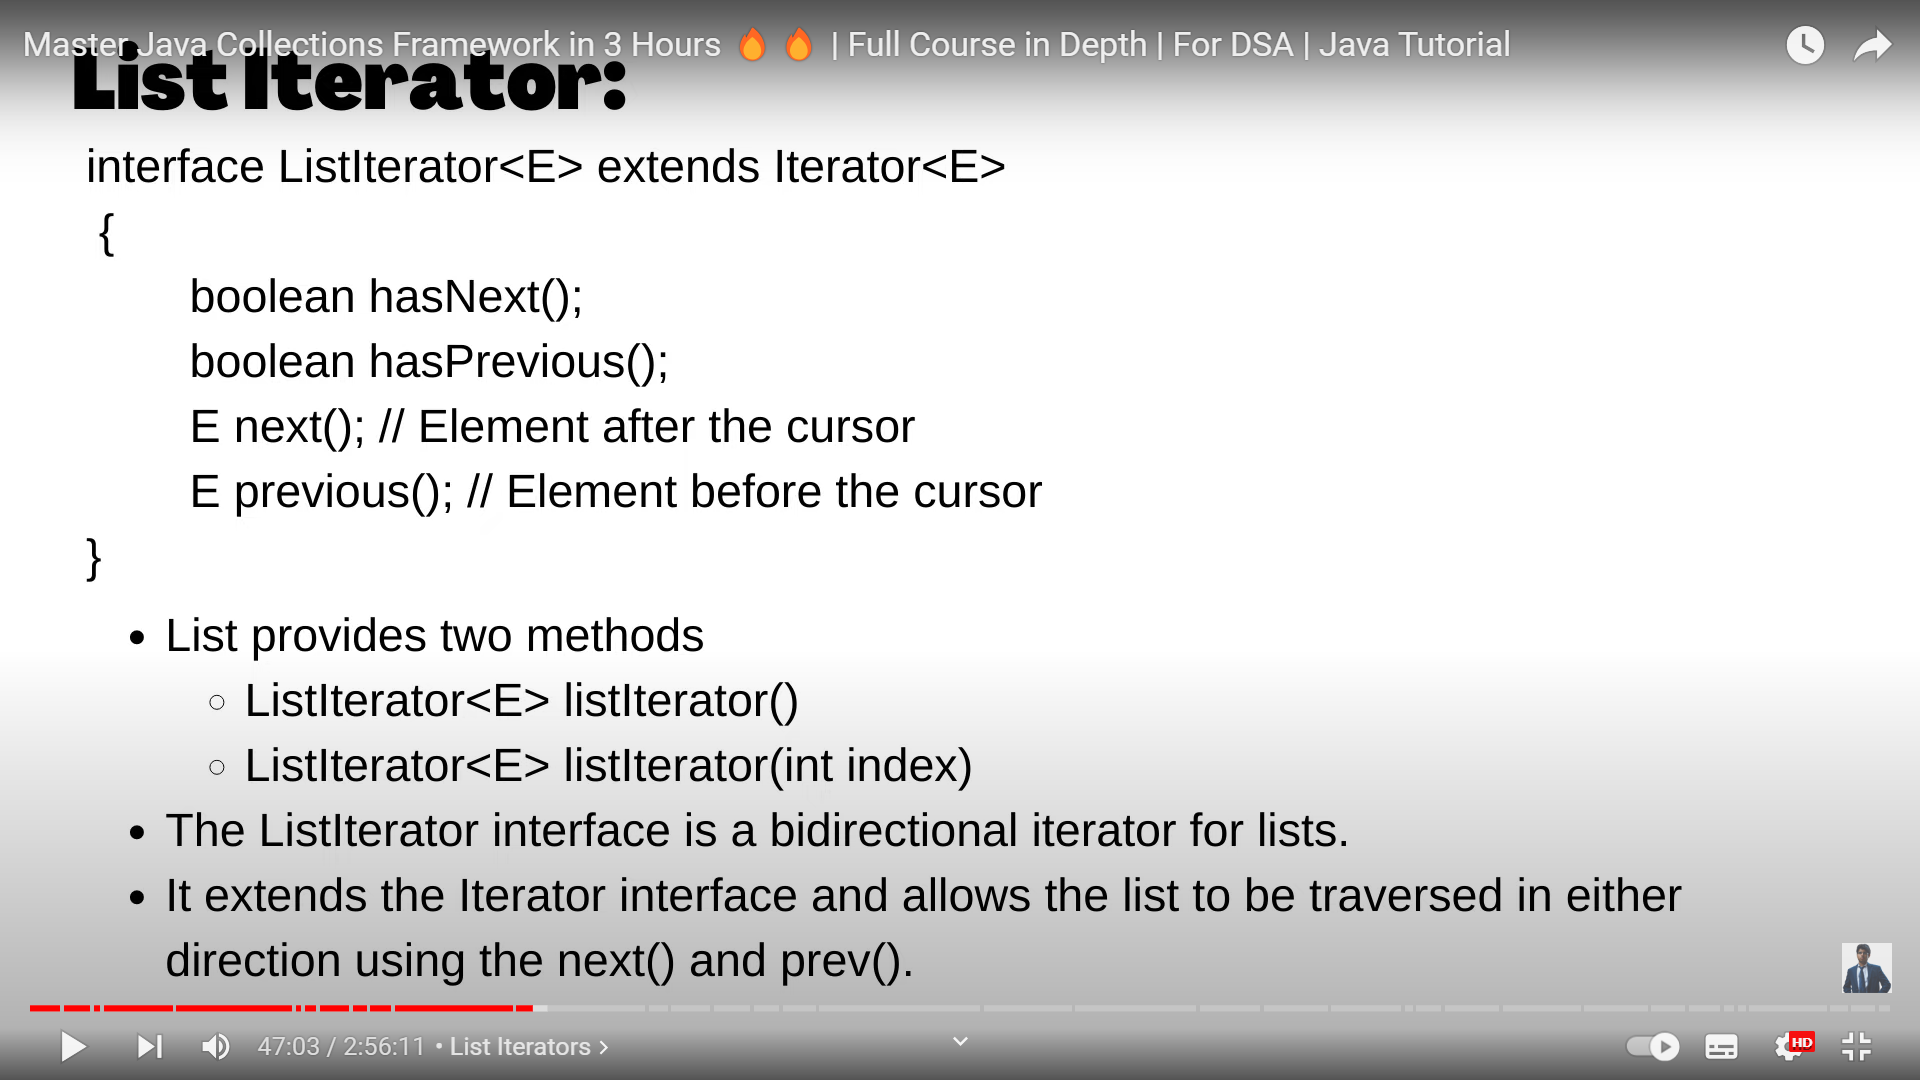 Master Java Collections Framework in 3 Hours 🔥 🔥 | Full Course in Depth | For DSA | Java Tutorial
List Iterator:
interface ListIterator<E> extends Iterator<E>
{
boolean hasNext();
boolean hasPrevious();
E next(); // Element after the cursor
E previous(); // Element before the cursor
}
• List provides two methods
○ ListIterator<E> listIterator()
○ ListIterator<E> listIterator(int index)
• The ListIterator interface is a bidirectional iterator for lists.
• It extends the Iterator interface and allows the list to be traversed in either
direction using the next() and prev().
47:03 / 2:56:11 • List Iterators >
HD